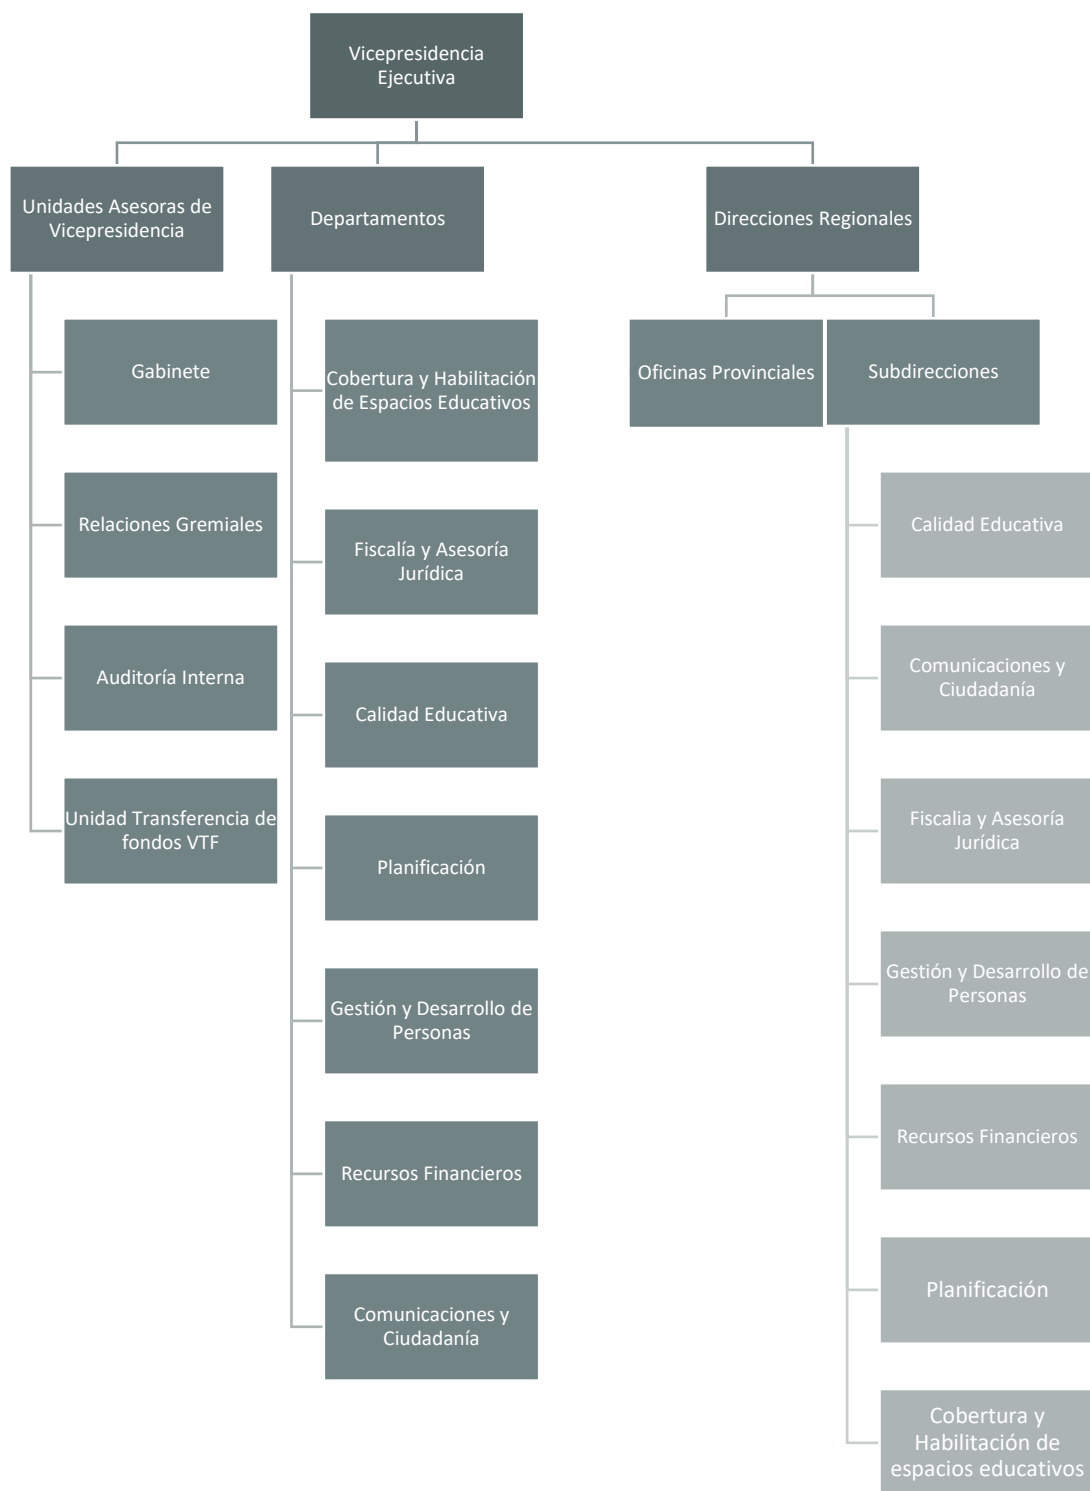 Vicepresidencia
Ejecutiva
Unidades Asesoras de
Vicepresidencia
Departamentos
Direcciones Regionales
Gabinete
Relaciones Gremiales
Auditoría Interna
Unidad Transferencia de
fondos VTF
Cobertura y Habilitación
de Espacios Educativos
Fiscalía y Asesoría
Jurídica
Calidad Educativa
Planificación
Gestión y Desarrollo de
Personas
Recursos Financieros
Comunicaciones y
Ciudadanía
Oficinas Provinciales
Subdirecciones
Calidad Educativa
Comunicaciones y
Ciudadanía
Fiscalia y Asesoría
Jurídica
Gestión y Desarrollo de
Personas
Recursos Financieros
Planificación
Cobertura y
Habilitación de
espacios educativos